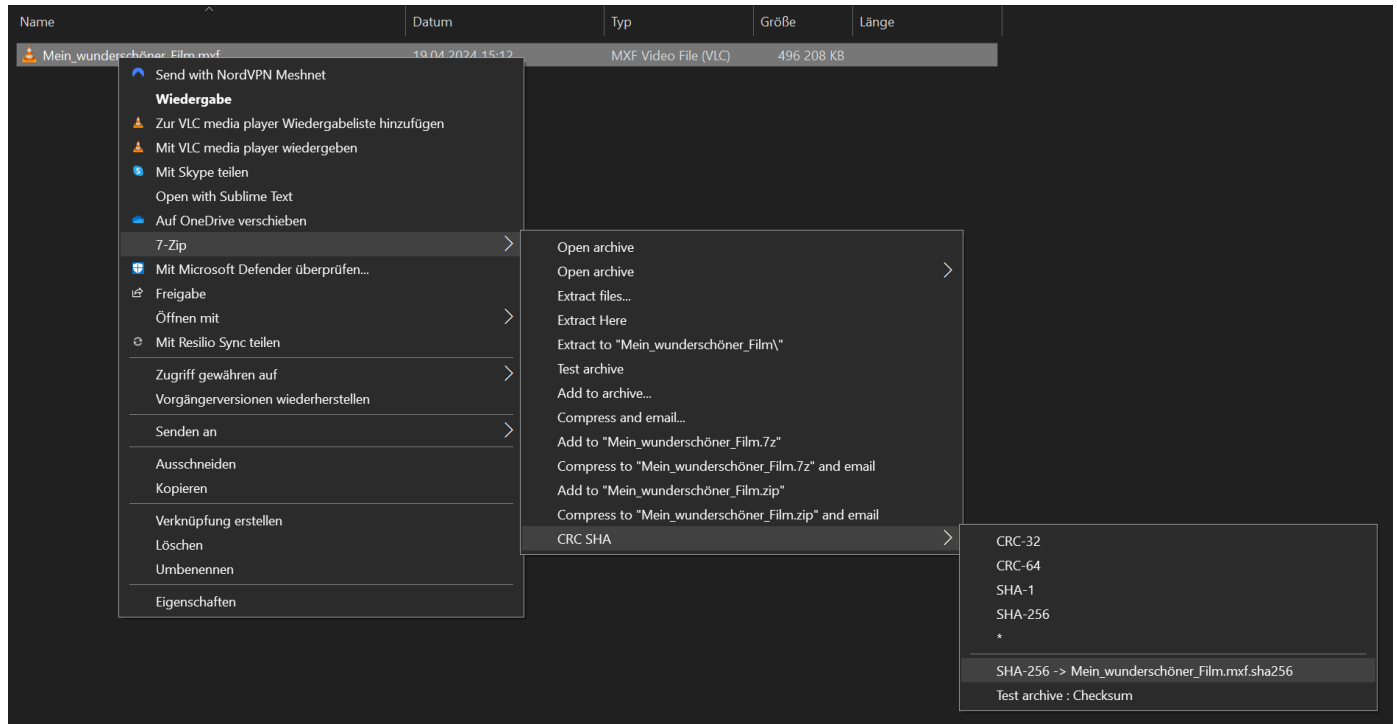 Name Datum Typ Größe Länge
Mein_wunderschöner_Film.mxf 19.04.2024 15:12 MXF Video File (VLC) 496 208 KB
Send with NordVPN Meshnet
Wiedergabe
Zur VLC media player Wiedergabeliste hinzufügen
Mit VLC media player wiedergeben
Mit Skype teilen
Open with Sublime Text
Auf OneDrive verschieben
7-Zip
Mit Microsoft Defender überprüfen...
Freigabe
Öffnen mit
Mit Resilio Sync teilen
Zugriff gewähren auf
Vorgängerversionen wiederherstellen
Senden an
Ausschneiden
Kopieren
Verknüpfung erstellen
Löschen
Umbenennen
Eigenschaften
Open archive
Open archive
Extract files...
Extract Here
Extract to "Mein_wunderschöner_Film\"
Test archive
Add to archive...
Compress and email...
Add to "Mein_wunderschöner_Film.7z"
Compress to "Mein_wunderschöner_Film.7z" and email
Add to "Mein_wunderschöner_Film.zip"
Compress to "Mein_wunderschöner_Film.zip" and email
CRC SHA
CRC-32
CRC-64
SHA-1
SHA-256
*
SHA-256 -> Mein_wunderschöner_Film.mxf.sha256
Test archive : Checksum